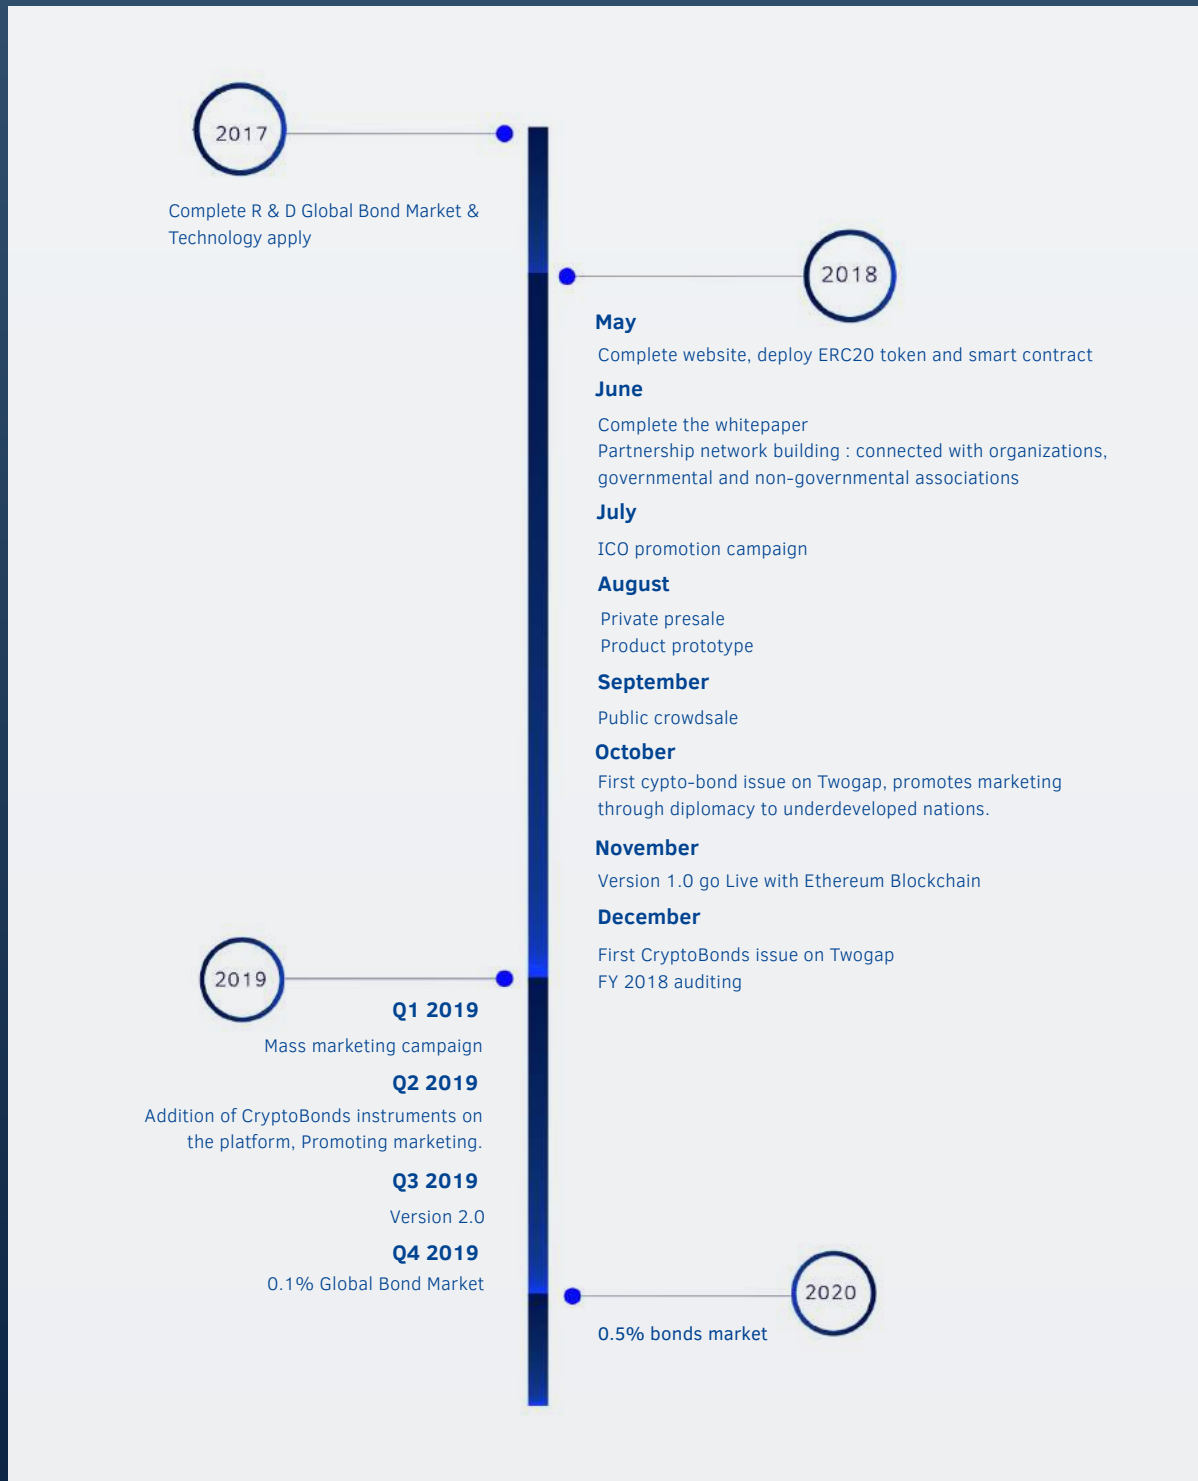 2017
Complete R & D Global Bond Market &
Technology apply
2018
May
Complete website, deploy ERC20 token and smart contract
June
Complete the whitepaper
Partnership network building : connected with organizations,
governmental and non-governmental associations
July
ICO promotion campaign
August
Private presale
Product prototype
September
Public crowdsale
October
First cypto-bond issue on Twogap, promotes marketing
through diplomacy to underdeveloped nations.
November
Version 1.0 go Live with Ethereum Blockchain
December
First CryptoBonds issue on Twogap
FY 2018 auditing
2019
Q1 2019
Mass marketing campaign
Q2 2019
Addition of CryptoBonds instruments on
the platform, Promoting marketing.
Q3 2019
Version 2.0
Q4 2019
0.1% Global Bond Market
2020
0.5% bonds market